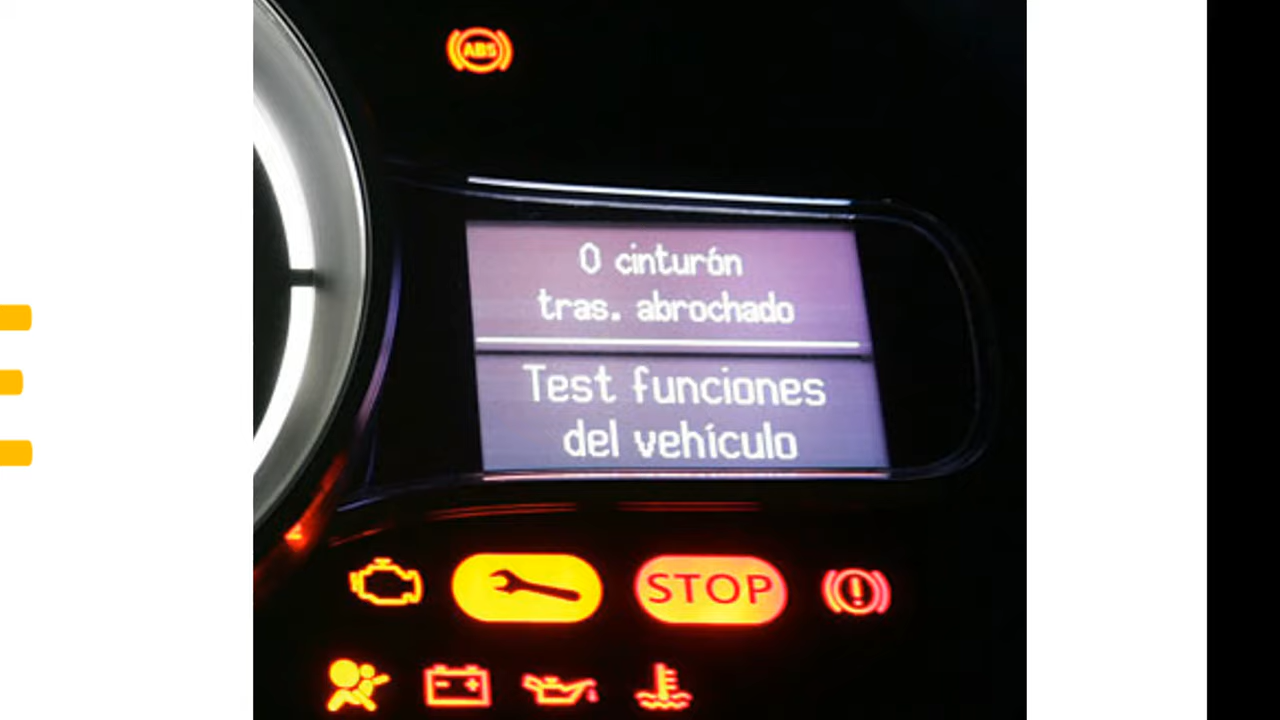 ABS
0 cinturón
tras. abrochado
Test funciones
del vehículo
STOP